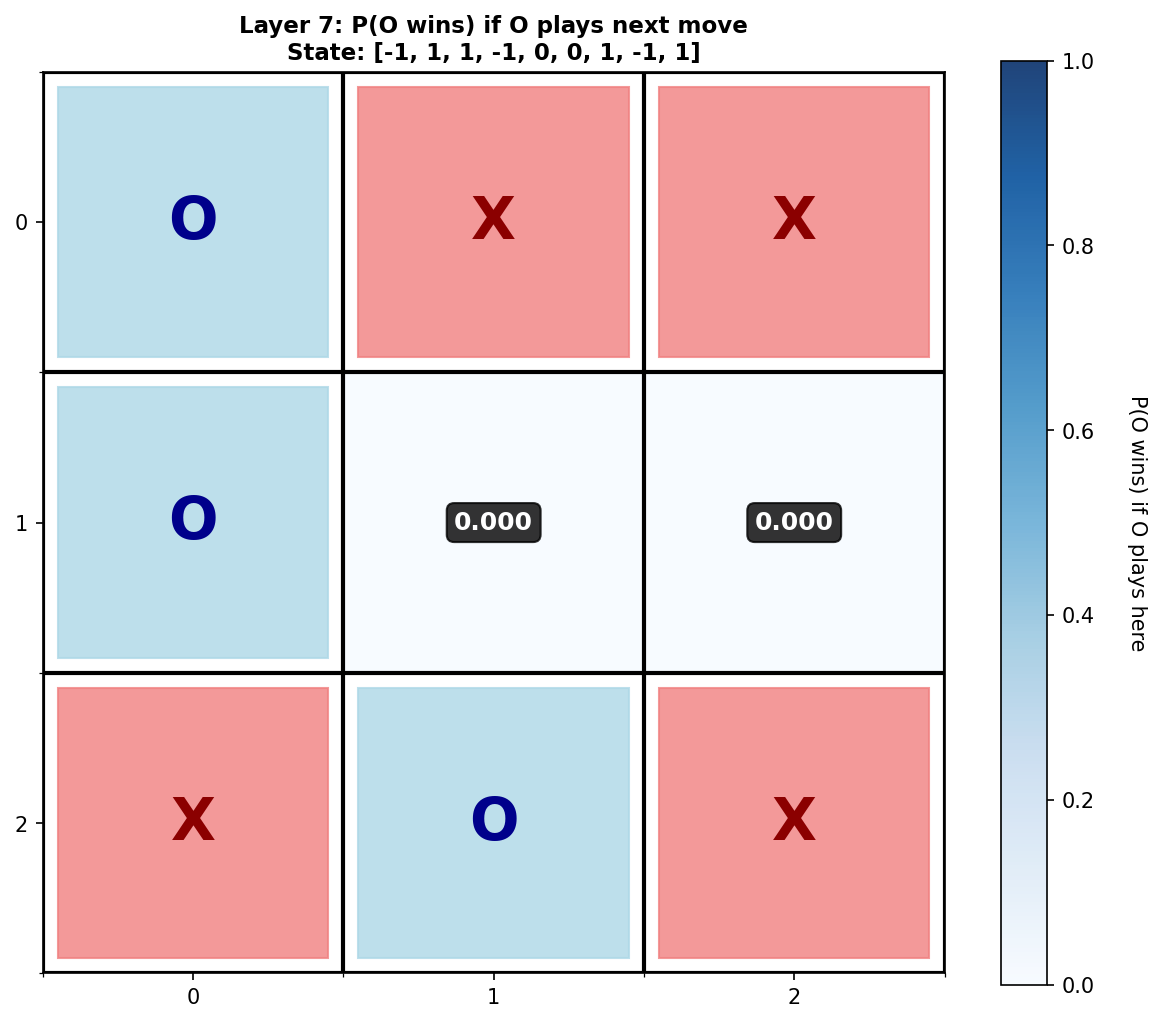 Layer 7: P(O wins) if O plays next move
State: [-1, 1, 1, -1, 0, 0, 1, -1, 1]
0
O
X
X
1
O
0.000
0.000
2
X
O
X
0
1
2
1.0
0.8
0.6
0.4
0.2
0.0
P(O wins) if O plays here